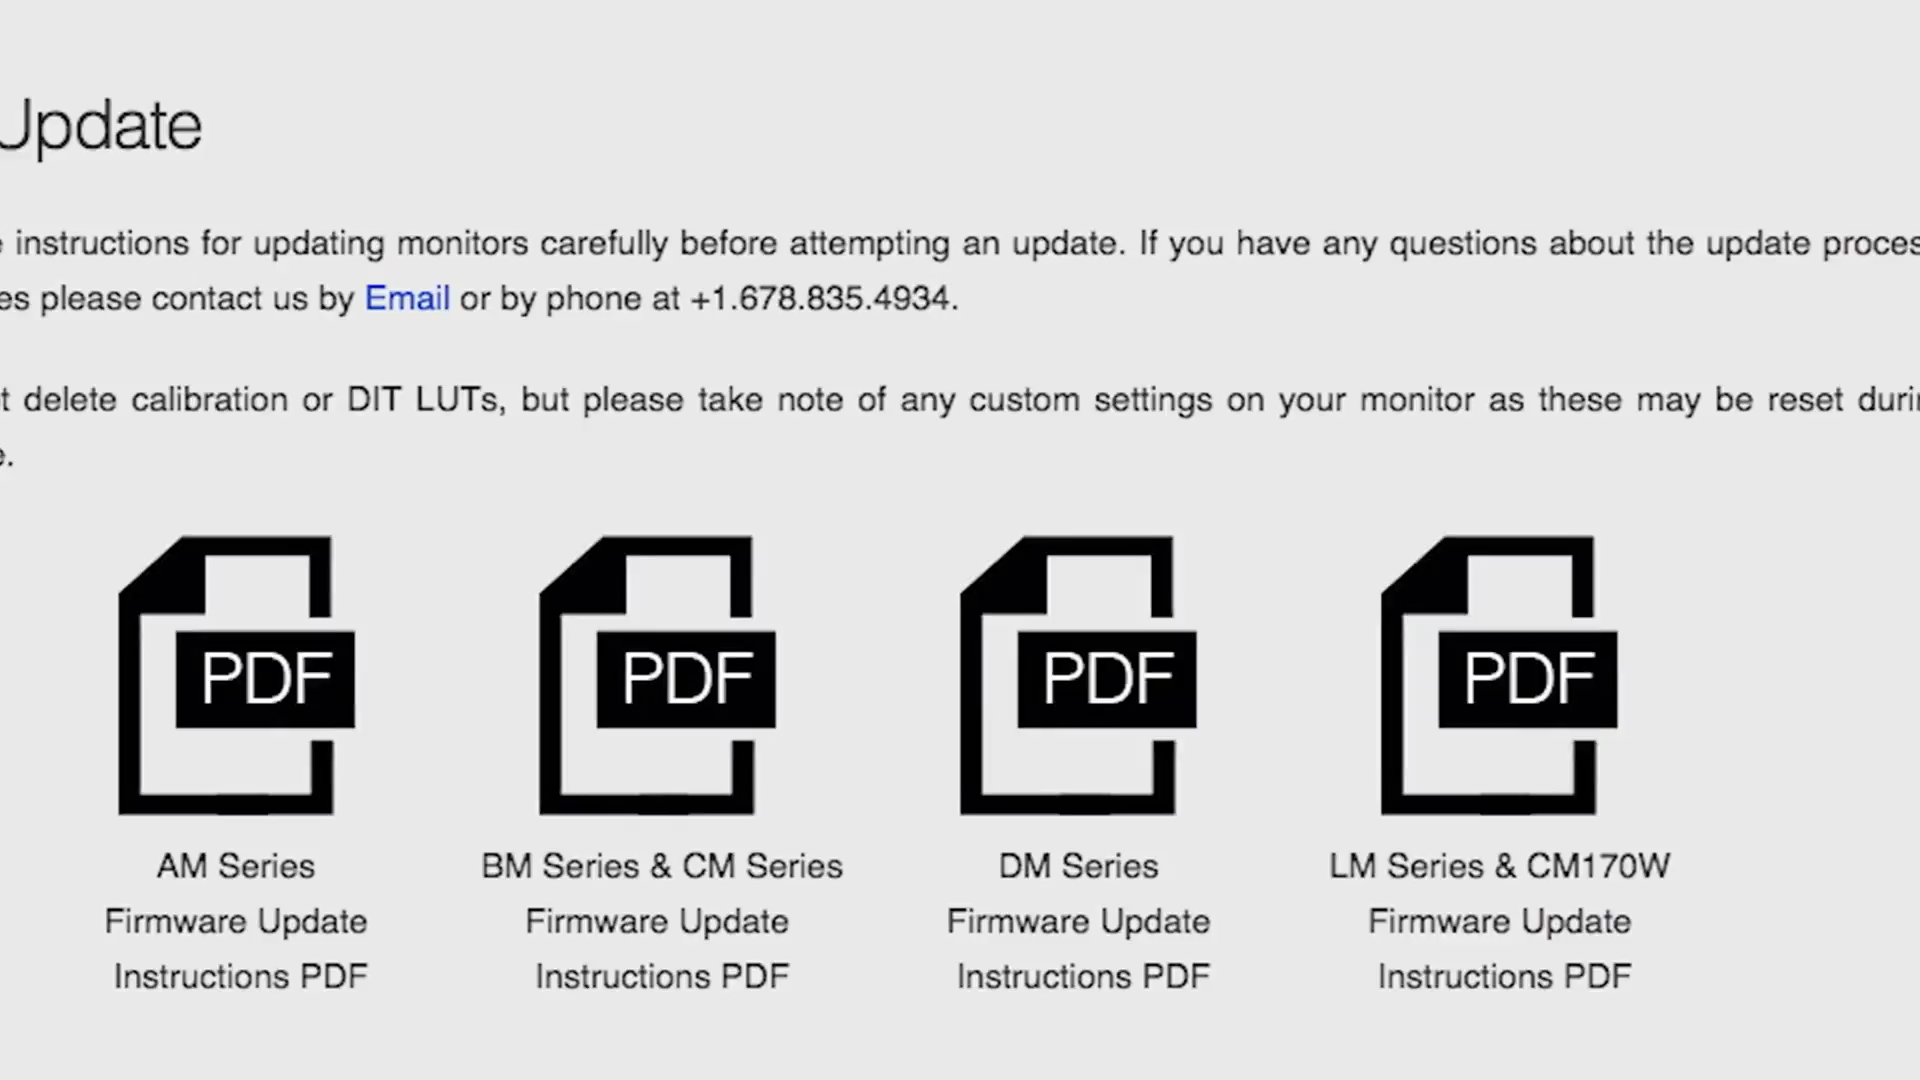 Update
instructions for updating monitors carefully before attempting an update. If you have any questions about the update
please contact us by Email or by phone at +1.678.835.4934.
delete calibration or DIT LUTs, but please take note of any custom settings on your monitor as these may be reset
PDF PDF PDF PDF
AM Series BM Series & CM Series DM Series LM Series & CM170W
Firmware Update Firmware Update Firmware Update Firmware Update
Instructions PDF Instructions PDF Instructions PDF Instructions PDF